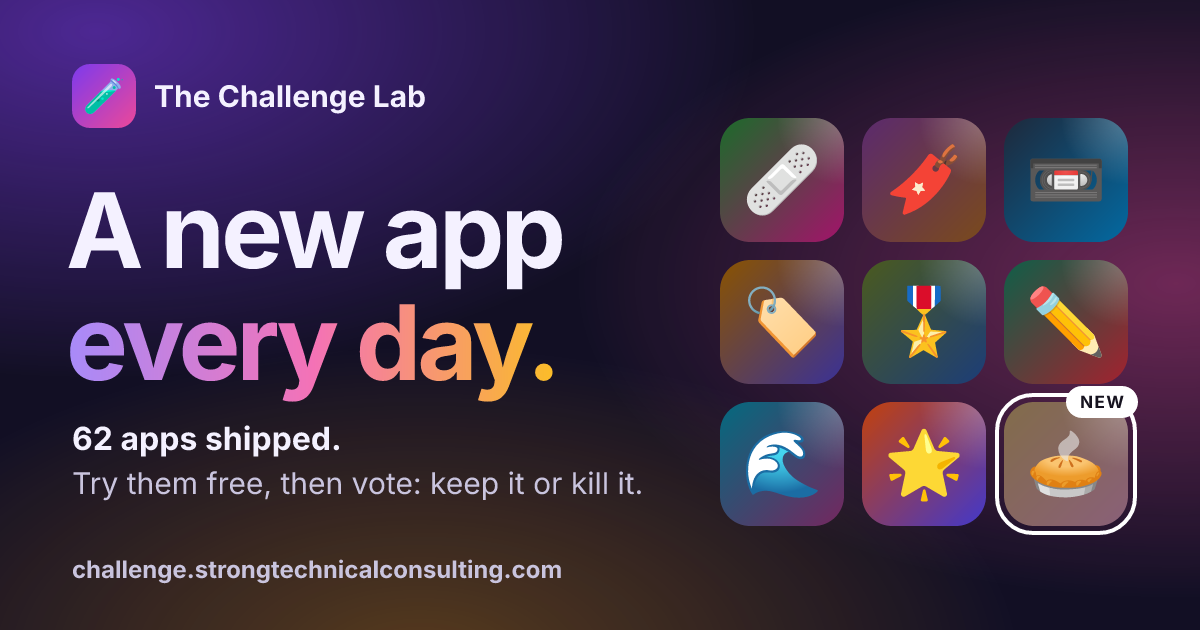 The Challenge Lab
A new app
every day.
62 apps shipped.
Try them free, then vote: keep it or kill it.
challenge.strongtechnicalconsulting.com
NEW